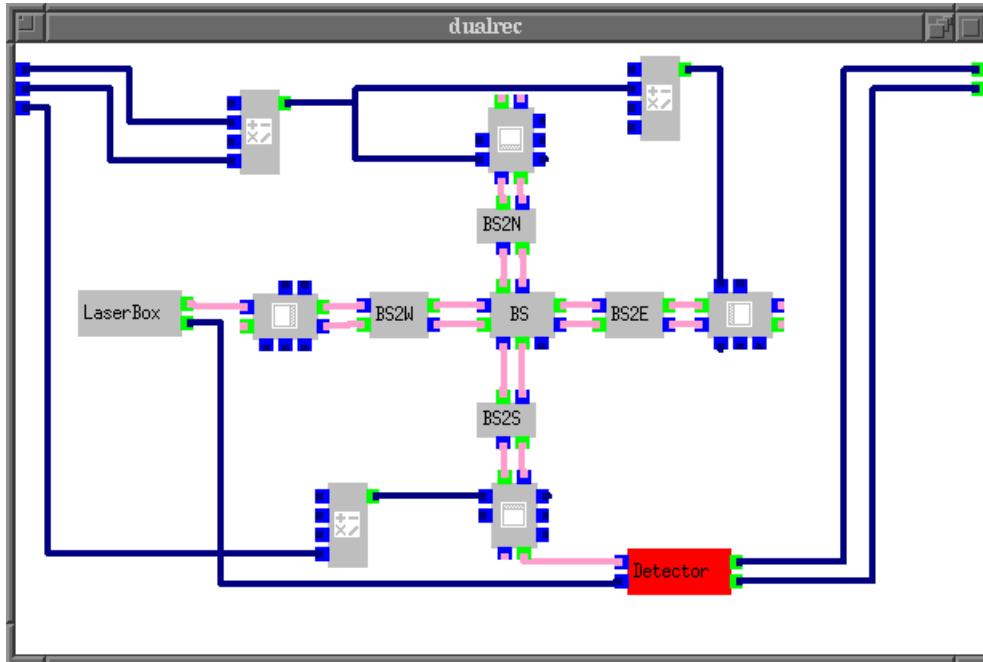 dualrec
BS2N
LaserBox
BS2W
BS
BS2E
BS2S
Detector